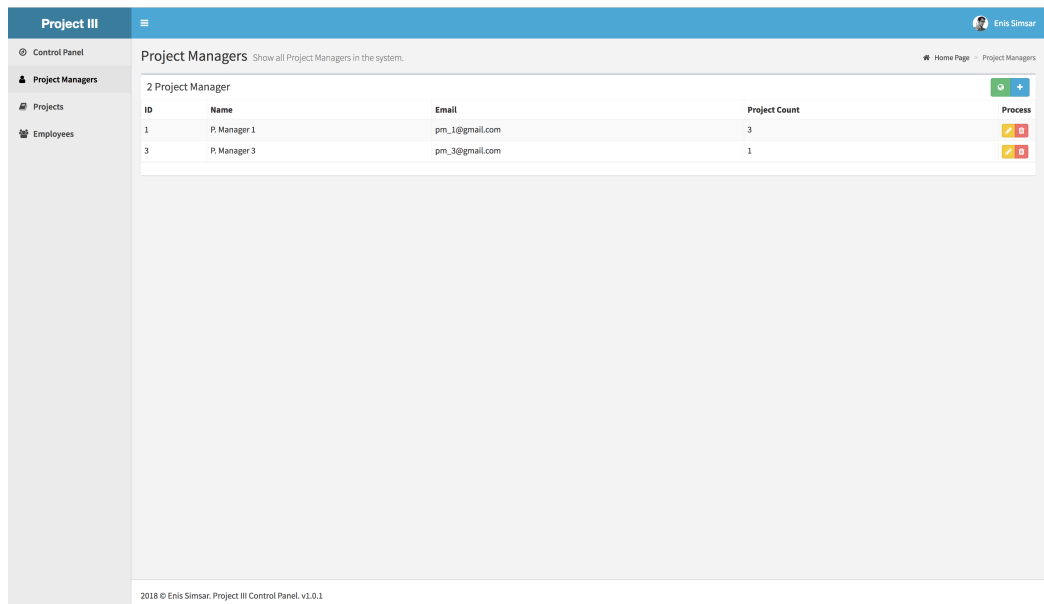 Project III
Enis Simsar
Control Panel
Project Managers
Projects
Employees
Project Managers Show all Project Managers in the system.
Home Page > Project Managers
2 Project Manager
ID Name Email Project Count Process
1 P. Manager 1 pm_1@gmail.com 3
3 P. Manager 3 pm_3@gmail.com 1
2018 © Enis Simsar. Project III Control Panel. v1.0.1